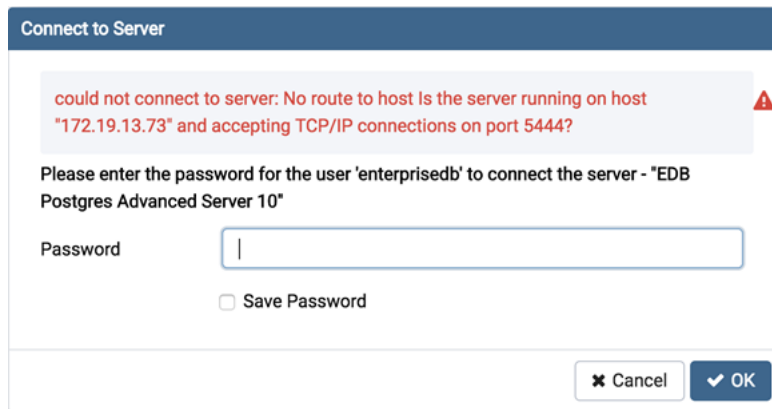 Connect to Server
could not connect to server: No route to host Is the server running on host
"172.19.13.73" and accepting TCP/IP connections on port 5444?
Please enter the password for the user 'enterprisedb' to connect the server - "EDB
Postgres Advanced Server 10"
Password
Save Password
Cancel
OK